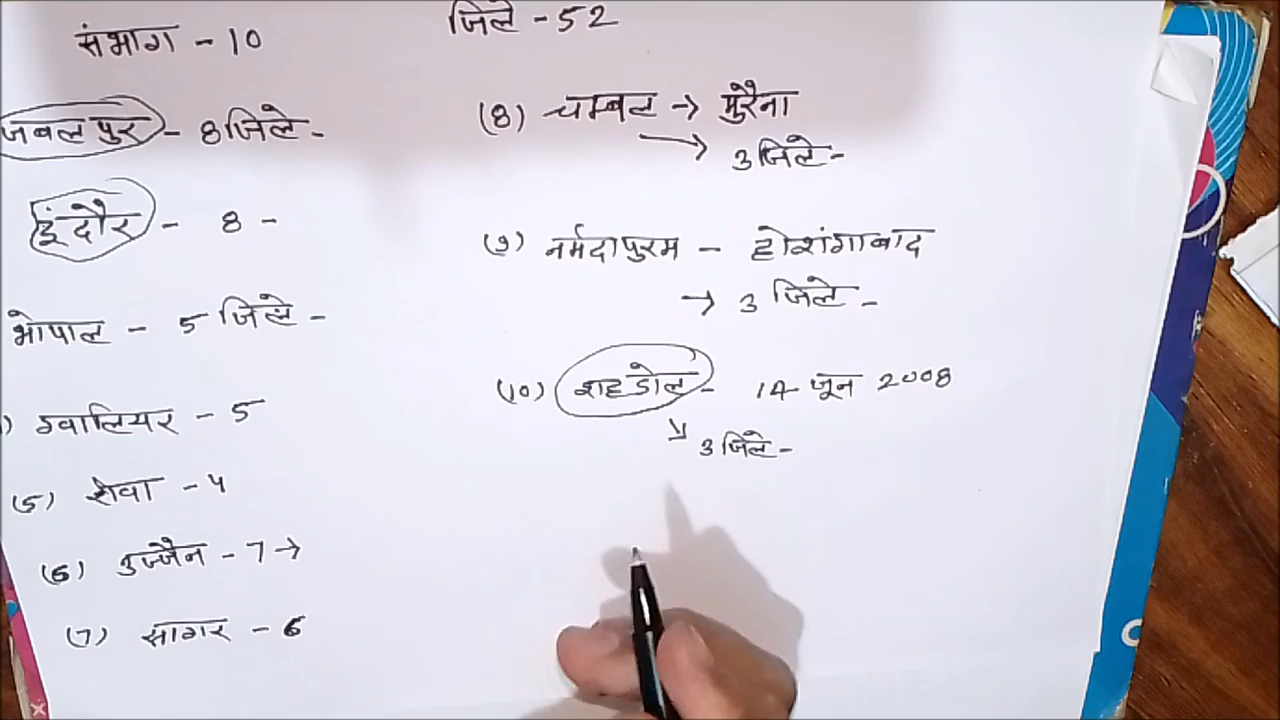 संभाग - 10
जिले - 52
जबलपुर - 8 जिले -
इंदौर - 8 -
भोपाल - 5 जिले -
) ग्वालियर - 5
(5) रीवा - 4
(6) उज्जैन - 7 →
(7) सागर - 6
(8) चम्बल → मुरैना
→ 3 जिले -
(9) नर्मदापुरम - होशंगाबाद
→ 3 जिले -
(10) शहडोल - 14 जून 2008
↘ 3 जिले -